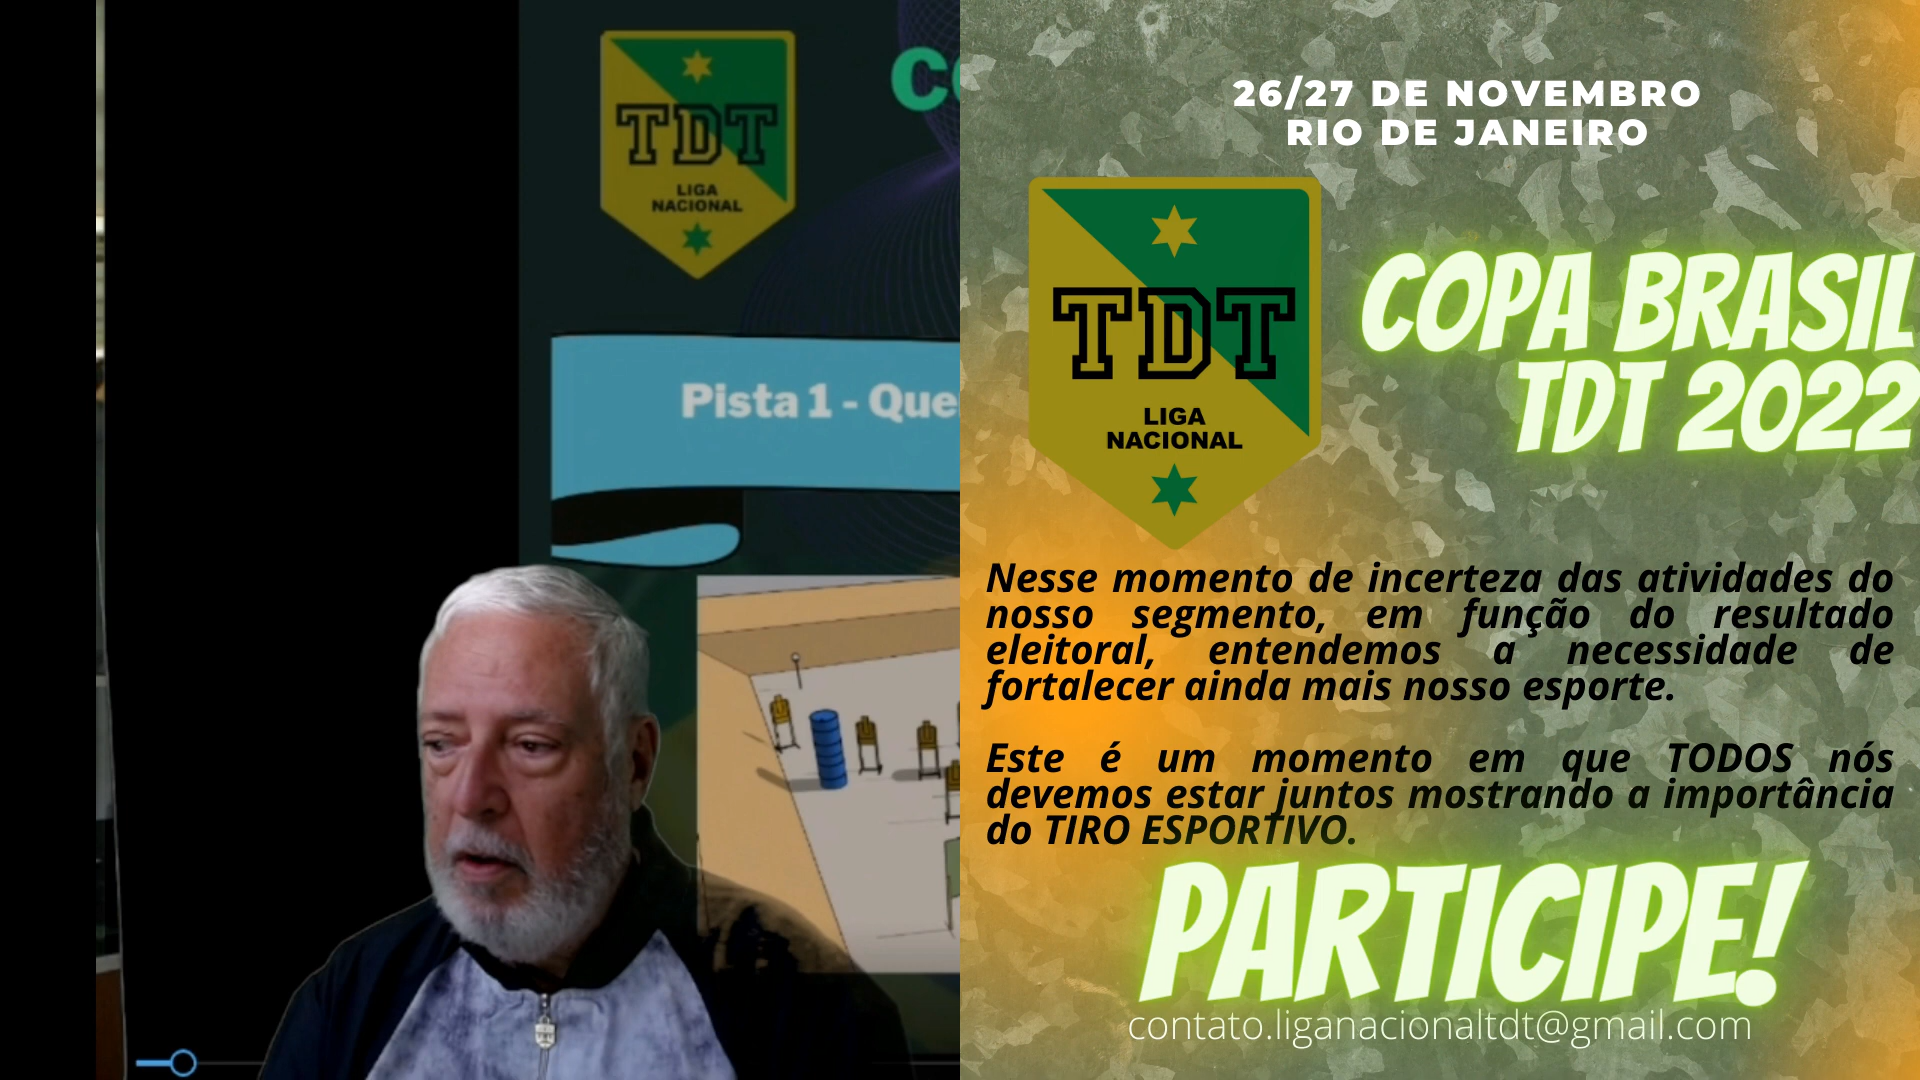 TDT
LIGA
NACIONAL
Pista 1 - Que
26/27 DE NOVEMBRO
RIO DE JANEIRO
TDT
LIGA
NACIONAL
COPA BRASIL
TDT 2022
Nesse momento de incerteza das atividades do
nosso segmento, em função do resultado
eleitoral, entendemos a necessidade de
fortalecer ainda mais nosso esporte.
Este é um momento em que TODOS nós
devemos estar juntos mostrando a importância
do TIRO ESPORTIVO.
PARTICIPE!
contato.liganacionaltdt@gmail.com